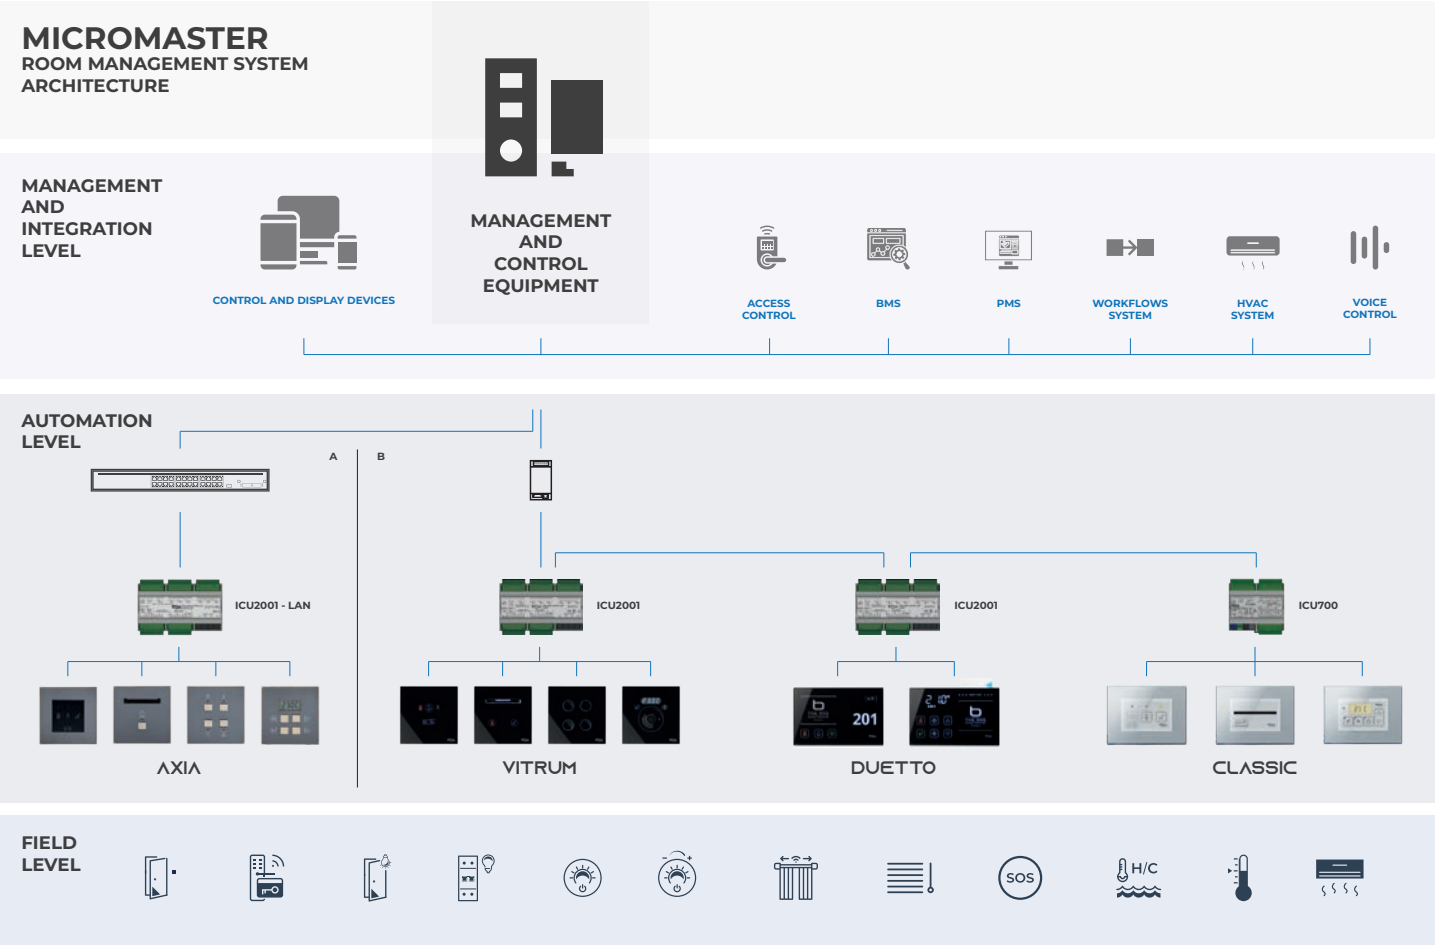 MICROMASTER
ROOM MANAGEMENT SYSTEM
ARCHITECTURE
MANAGEMENT
AND
INTEGRATION
LEVEL
CONTROL AND DISPLAY DEVICES
MANAGEMENT
AND
CONTROL
EQUIPMENT
ACCESS
CONTROL
BMS
PMS
WORKFLOWS
SYSTEM
HVAC
SYSTEM
VOICE
CONTROL
AUTOMATION
LEVEL
A
B
ICU2001 - LAN
ICU2001
ICU2001
ICU700
201
AXIA
VITRUM
DUETTO
CLASSIC
FIELD
LEVEL
SOS
H/C